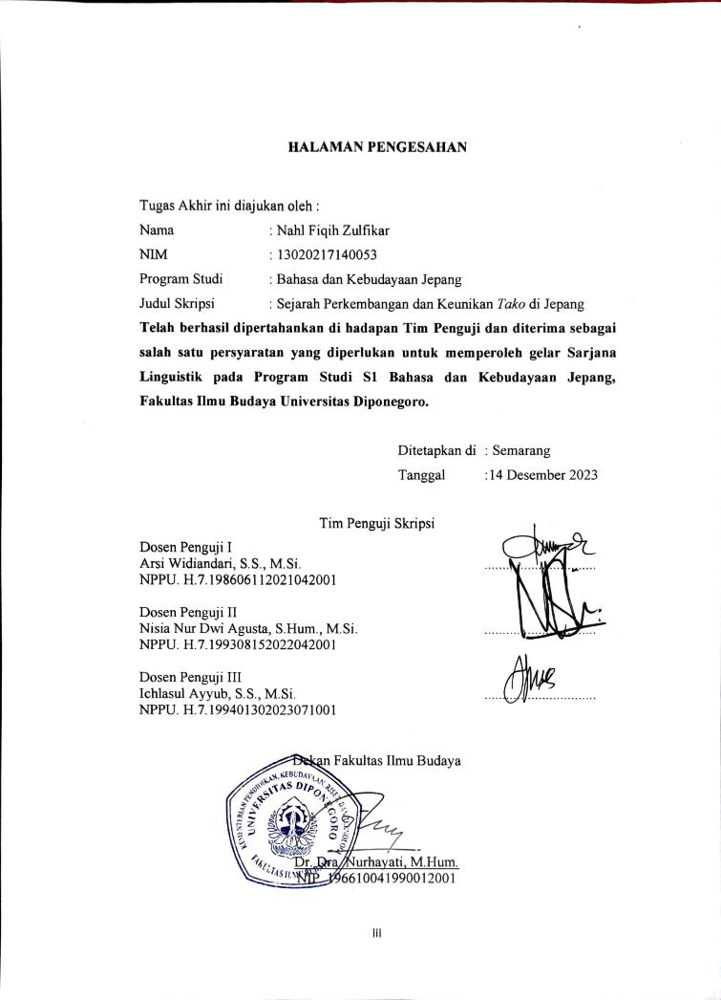 HALAMAN PENGESAHAN
Tugas Akhir ini diajukan oleh :
Nama : Nahl Fiqih Zulfikar
NIM : 13020217140053
Program Studi : Bahasa dan Kebudayaan Jepang
Judul Skripsi : Sejarah Perkembangan dan Keunikan Tako di Jepang
Telah berhasil dipertahankan di hadapan Tim Penguji dan diterima sebagai
salah satu persyaratan yang diperlukan untuk memperoleh gelar Sarjana
Linguistik pada Program Studi S1 Bahasa dan Kebudayaan Jepang,
Fakultas Ilmu Budaya Universitas Diponegoro.
Ditetapkan di : Semarang
Tanggal :14 Desember 2023
Tim Penguji Skripsi
Dosen Penguji I
Arsi Widiandari, S.S., M.Si.
NPPU. H.7.198606112021042001
Dosen Penguji II
Nisia Nur Dwi Agusta, S.Hum., M.Si.
NPPU. H.7.199308152022042001
Dosen Penguji III
Ichlasul Ayyub, S.S., M.Si.
NPPU. H.7.199401302023071001
Dekan Fakultas Ilmu Budaya
KEMENTERIAN PENDIDIKAN, KEBUDAYAAN, RISET, DAN
UNIVERSITAS DIPONEGORO
FAKULTAS ILMU
Dr. Dra. Nurhayati, M.Hum.
NIP 196610041990012001
iii